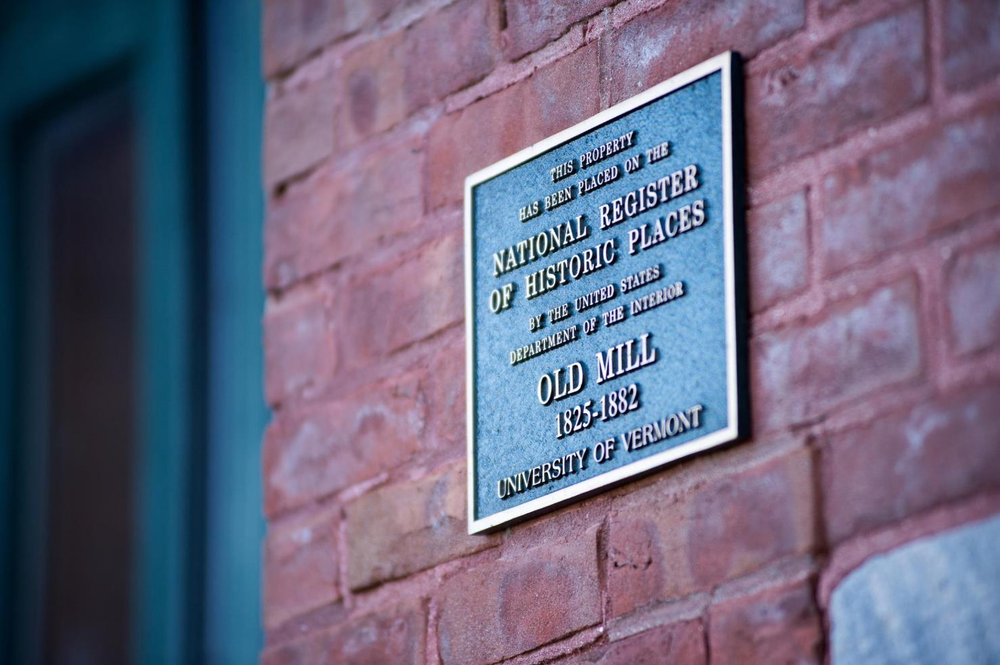 THIS PROPERTY
HAS BEEN PLACED ON THE
NATIONAL REGISTER
OF HISTORIC PLACES
BY THE UNITED STATES
DEPARTMENT OF THE INTERIOR
OLD MILL
1825-1882
UNIVERSITY OF VERMONT